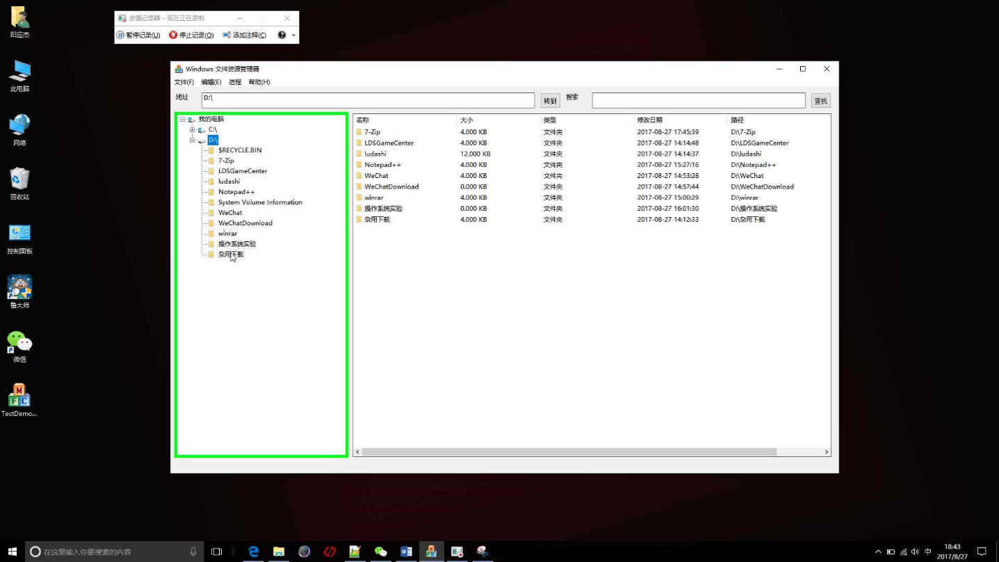 步骤记录器 - 现在正在录制
暂停记录(U) 停止记录(O) 添加注释(C)
阳应杰
此电脑
网络
回收站
控制面板
鲁大师
微信
TestDemo...
Windows 文件资源管理器
文件(F) 编辑(E) 进程 帮助(H)
地址 D:\ 转到 搜索 查找
我的电脑
C:\
D:\
$RECYCLE.BIN
7-Zip
LDSGameCenter
ludashi
Notepad++
System Volume Information
WeChat
WeChatDownload
winrar
操作系统实验
杂用下载
名称 大小 类型 修改日期 路径
7-Zip 4.000 KB 文件夹 2017-08-27 17:45:39 D:\7-Zip
LDSGameCenter 4.000 KB 文件夹 2017-08-27 14:14:48 D:\LDSGameCenter
ludashi 12.000 KB 文件夹 2017-08-27 14:14:37 D:\ludashi
Notepad++ 4.000 KB 文件夹 2017-08-27 15:27:16 D:\Notepad++
WeChat 4.000 KB 文件夹 2017-08-27 14:53:28 D:\WeChat
WeChatDownload 0.000 KB 文件夹 2017-08-27 14:57:44 D:\WeChatDownload
winrar 4.000 KB 文件夹 2017-08-27 15:00:29 D:\winrar
操作系统实验 0.000 KB 文件夹 2017-08-27 16:01:30 D:\操作系统实验
杂用下载 4.000 KB 文件夹 2017-08-27 14:12:33 D:\杂用下载
在这里输入你要搜索的内容
中
18:43
2017/8/27